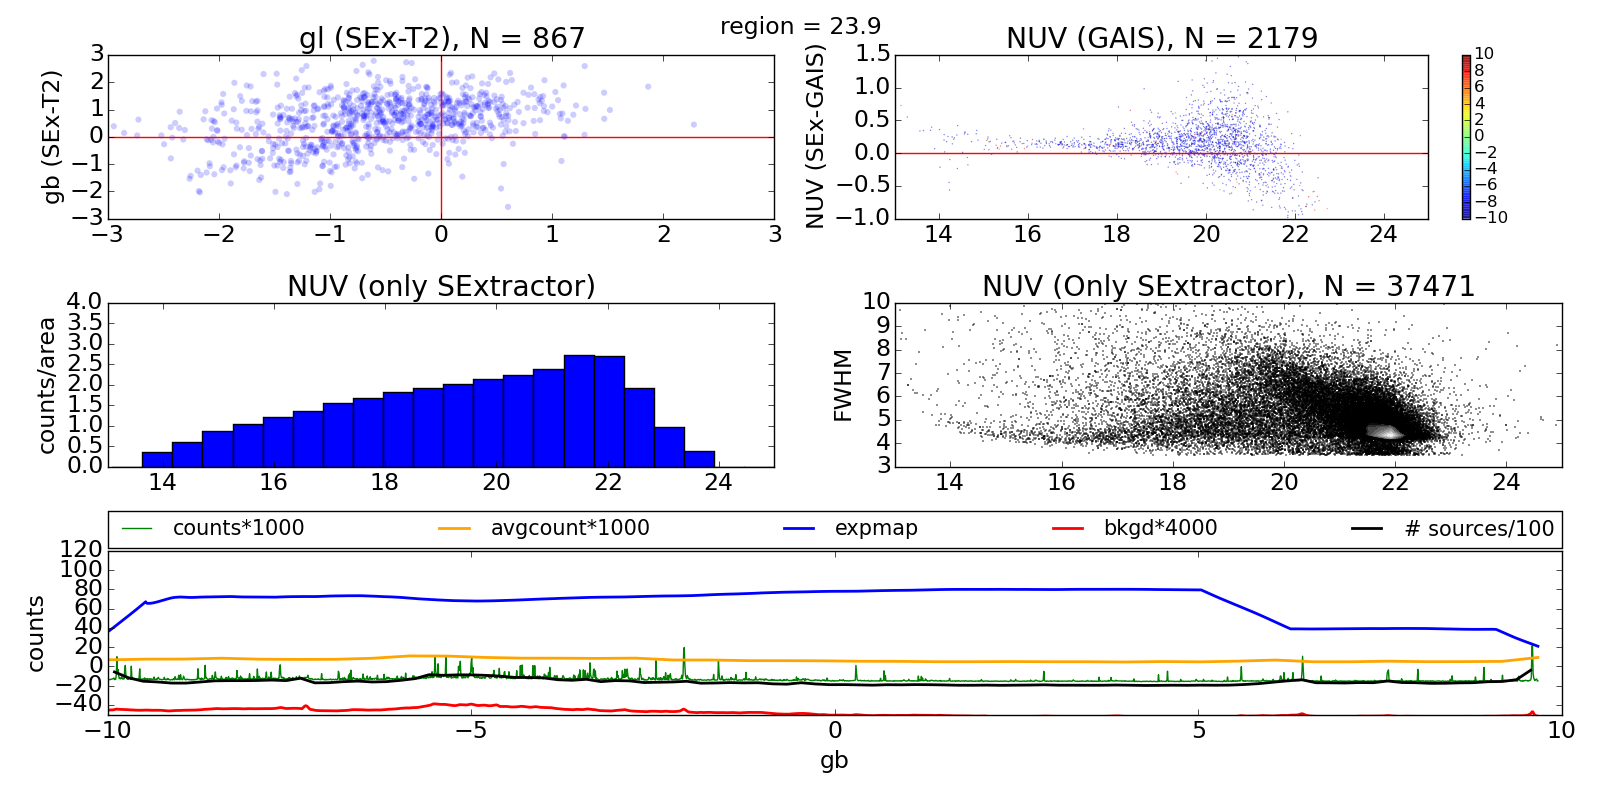 region = 23.9
gl (SEx-T2), N = 867
gb (SEx-T2)
3
2
1
0
−1
−2
−3
−3 −2 −1 0 1 2 3
NUV (GAIS), N = 2179
NUV (SEx-GAIS)
1.5
1.0
0.5
0.0
−0.5
−1.0
14 16 18 20 22 24
10
8
6
4
2
0
−2
−4
−6
−8
−10
NUV (only SExtractor)
counts/area
4.0
3.5
3.0
2.5
2.0
1.5
1.0
0.5
0.0
14 16 18 20 22 24
NUV (Only SExtractor),  N = 37471
FWHM
10
9
8
7
6
5
4
3
14 16 18 20 22 24
counts*1000 avgcount*1000 expmap bkgd*4000 # sources/100
counts
120
100
80
60
40
20
0
−20
−40
−10 −5 0 5 10
gb